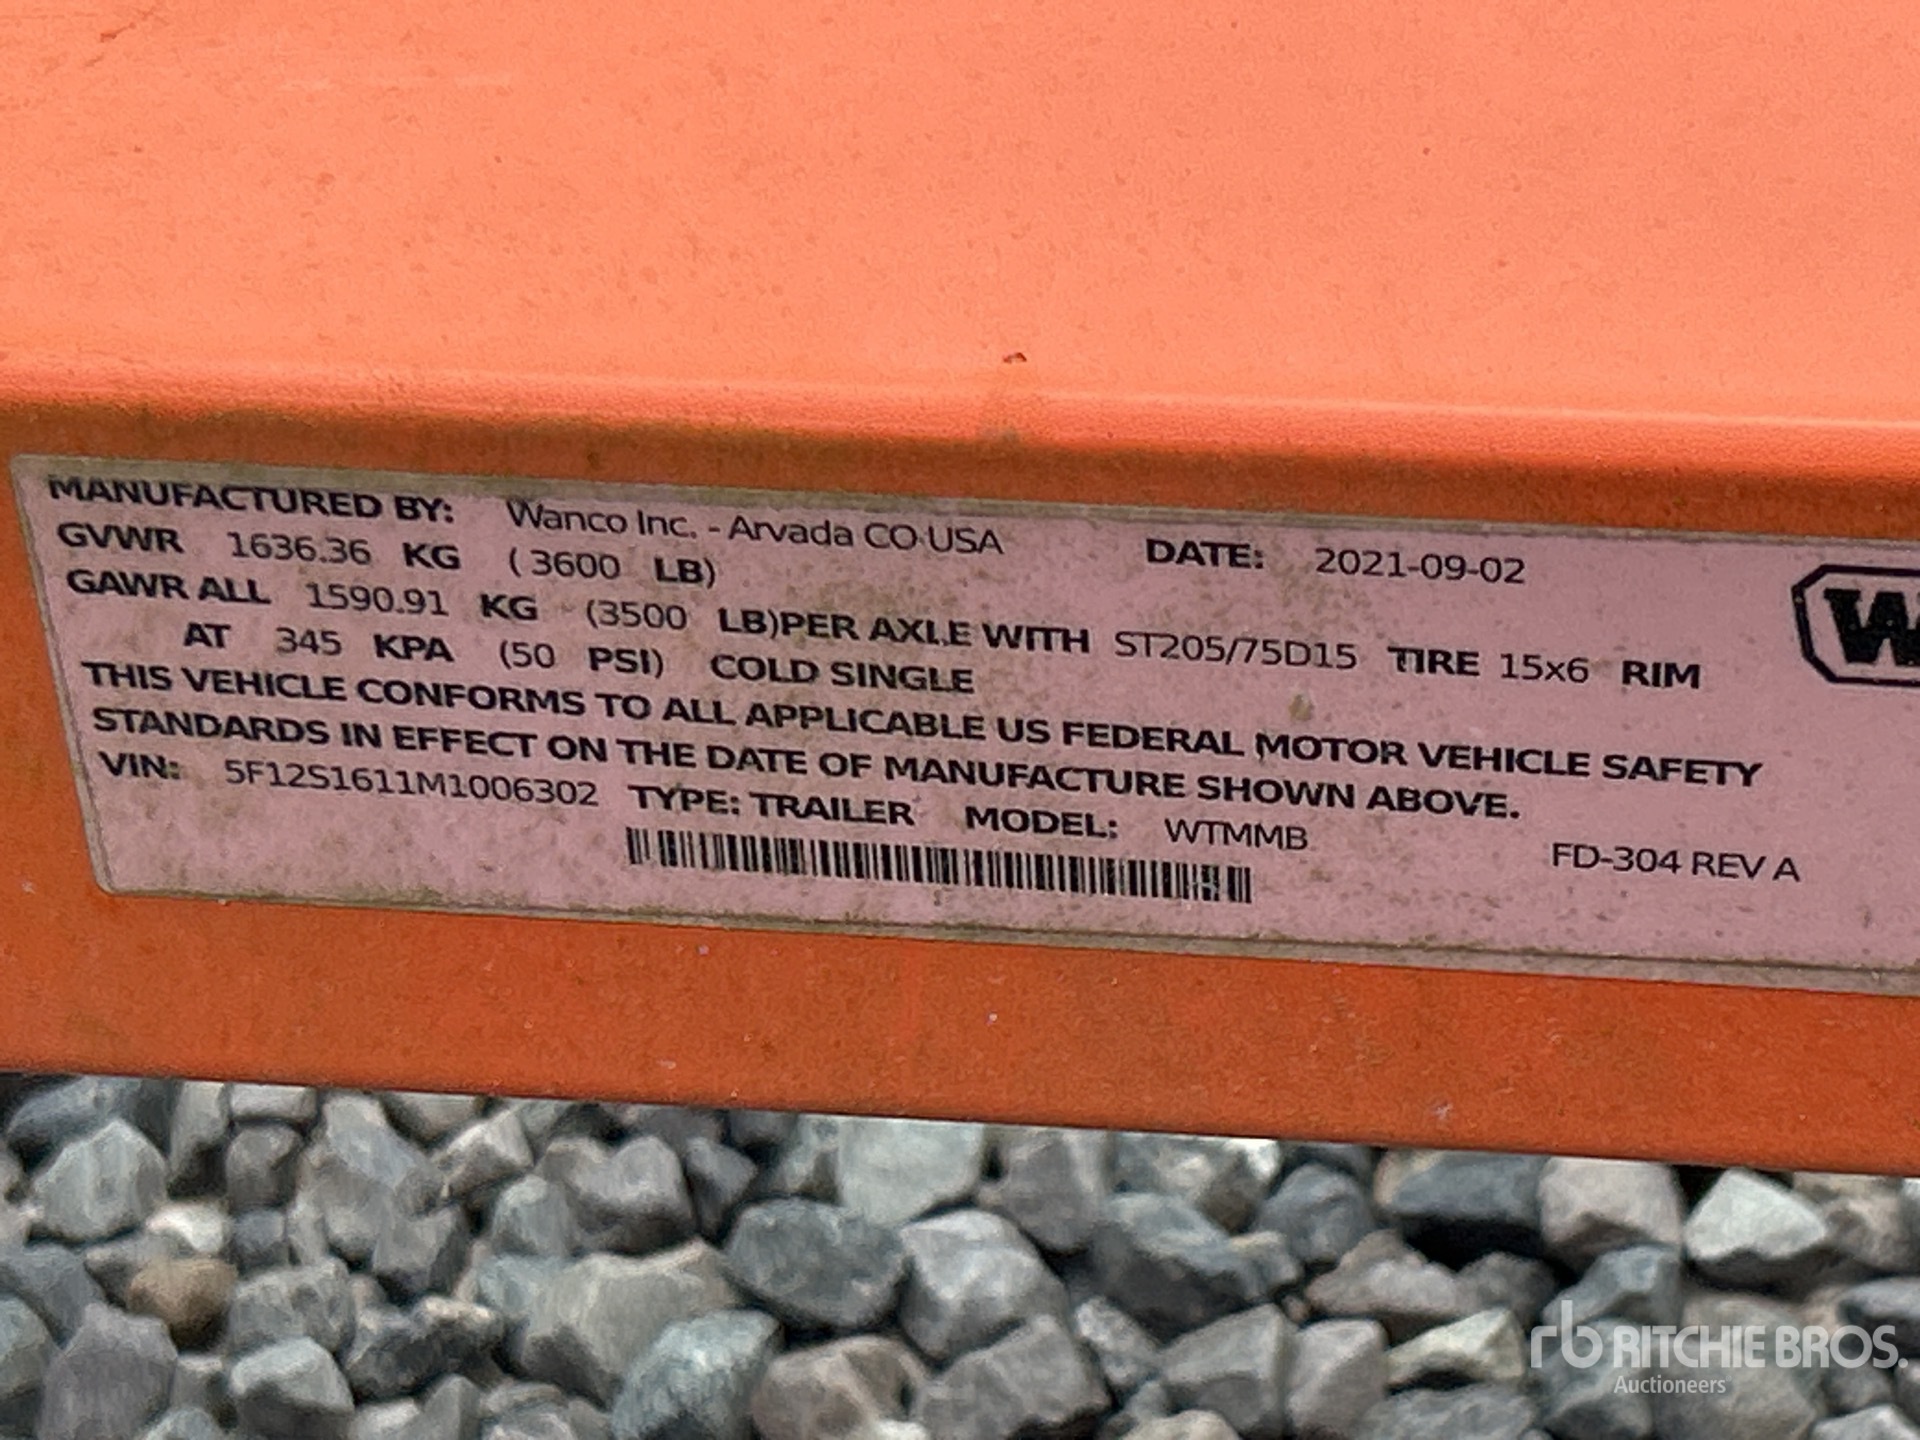 MANUFACTURED BY: Wanco Inc. - Arvada CO USA DATE: 2021-09-02
GVWR 1636.36 KG ( 3600 LB)
GAWR ALL 1590.91 KG (3500 LB)PER AXLE WITH ST205/75D15 TIRE 15x6 RIM
AT 345 KPA (50 PSI) COLD SINGLE
THIS VEHICLE CONFORMS TO ALL APPLICABLE US FEDERAL MOTOR VEHICLE SAFETY
STANDARDS IN EFFECT ON THE DATE OF MANUFACTURE SHOWN ABOVE.
VIN: 5F12S1611M1006302 TYPE: TRAILER MODEL: WTMMB
FD-304 REV A
rb RITCHIE BROS.
Auctioneers